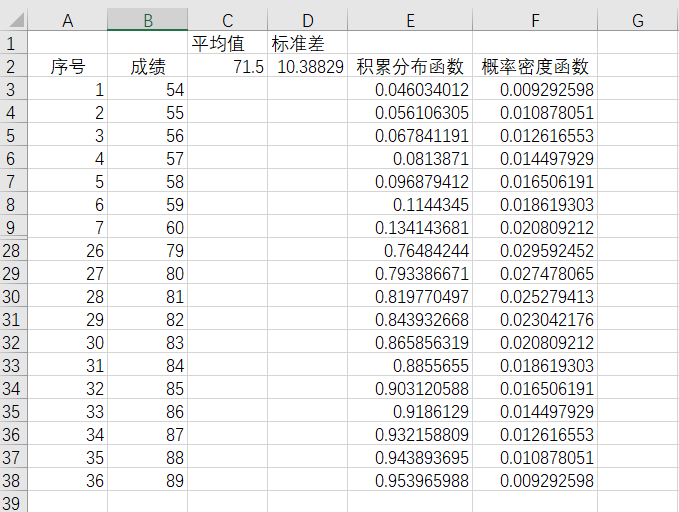 A B C D E F G
1 平均值 标准差
2 序号 成绩 71.5 10.38829 积累分布函数 概率密度函数
3 1 54 0.046034012 0.009292598
4 2 55 0.056106305 0.010878051
5 3 56 0.067841191 0.012616553
6 4 57 0.0813871 0.014497929
7 5 58 0.096879412 0.016506191
8 6 59 0.1144345 0.018619303
9 7 60 0.134143681 0.020809212
28 26 79 0.76484244 0.029592452
29 27 80 0.793386671 0.027478065
30 28 81 0.819770497 0.025279413
31 29 82 0.843932668 0.023042176
32 30 83 0.865856319 0.020809212
33 31 84 0.8855655 0.018619303
34 32 85 0.903120588 0.016506191
35 33 86 0.9186129 0.014497929
36 34 87 0.932158809 0.012616553
37 35 88 0.943893695 0.010878051
38 36 89 0.953965988 0.009292598
39